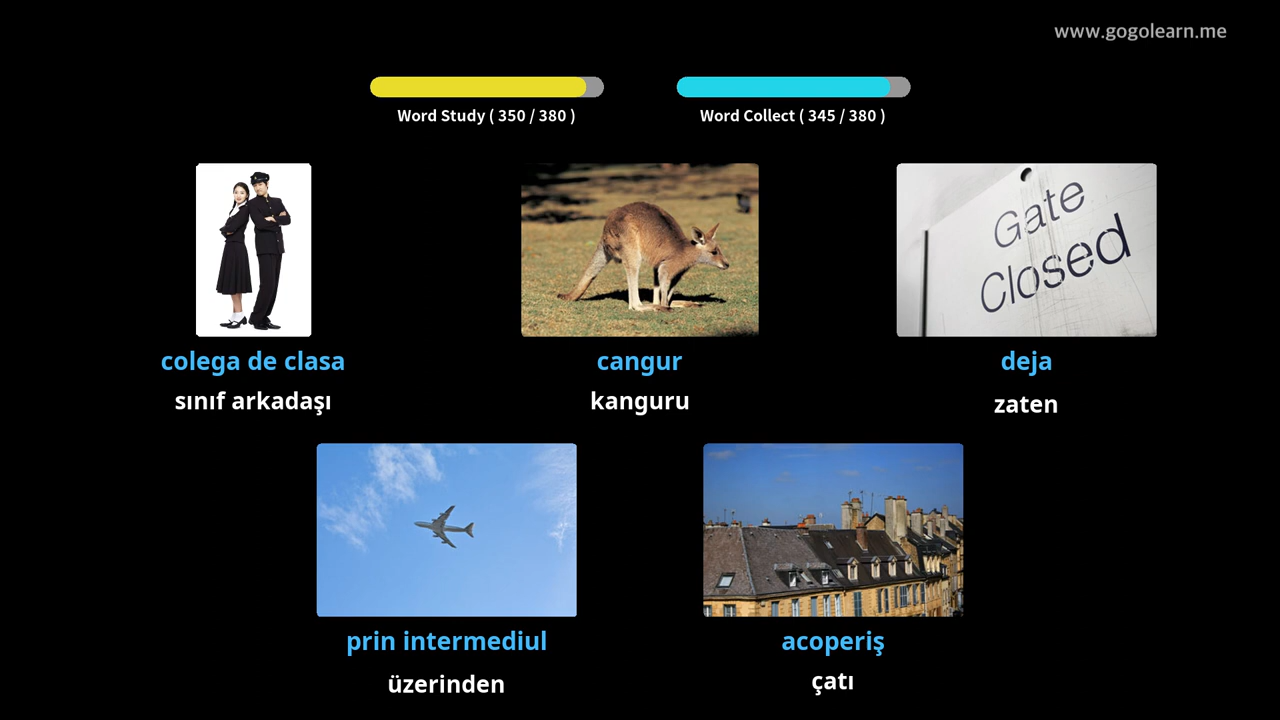 www.gogolearn.me
Word Study ( 350 / 380 )
Word Collect ( 345 / 380 )
Gate
Closed
colega de clasa
cangur
deja
sınıf arkadaşı
kanguru
zaten
prin intermediul
acoperiş
üzerinden
çatı